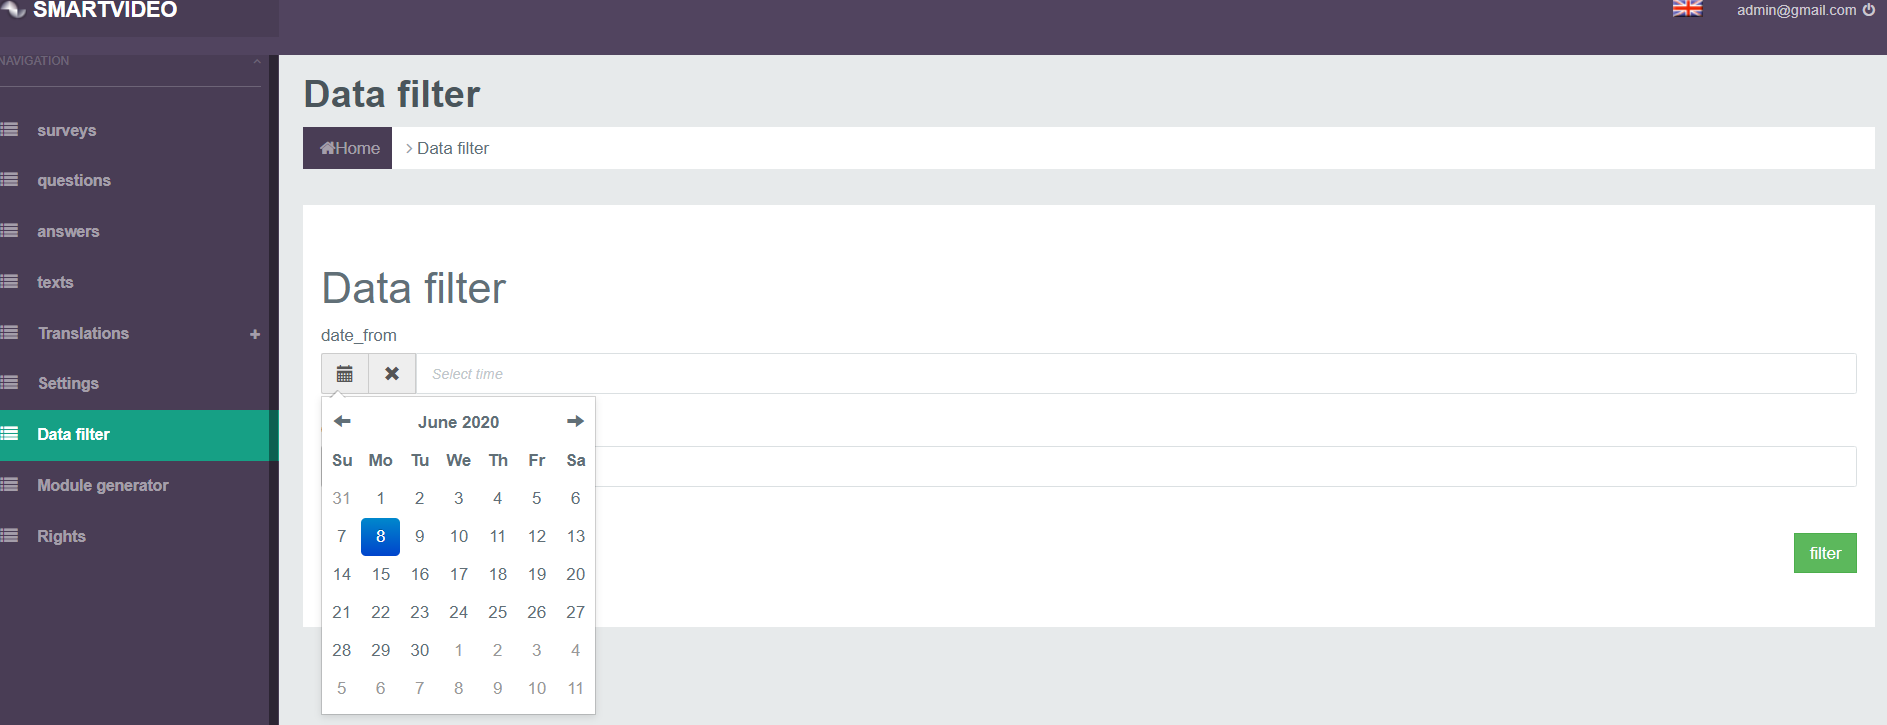 SMARTVIDEO
admin@gmail.com
NAVIGATION
surveys
questions
answers
texts
Translations
Settings
Data filter
Module generator
Rights
Data filter
Home > Data filter
Data filter
date_from
Select time
June 2020
Su Mo Tu We Th Fr Sa
31 1 2 3 4 5 6
7 8 9 10 11 12 13
14 15 16 17 18 19 20
21 22 23 24 25 26 27
28 29 30 1 2 3 4
5 6 7 8 9 10 11
filter